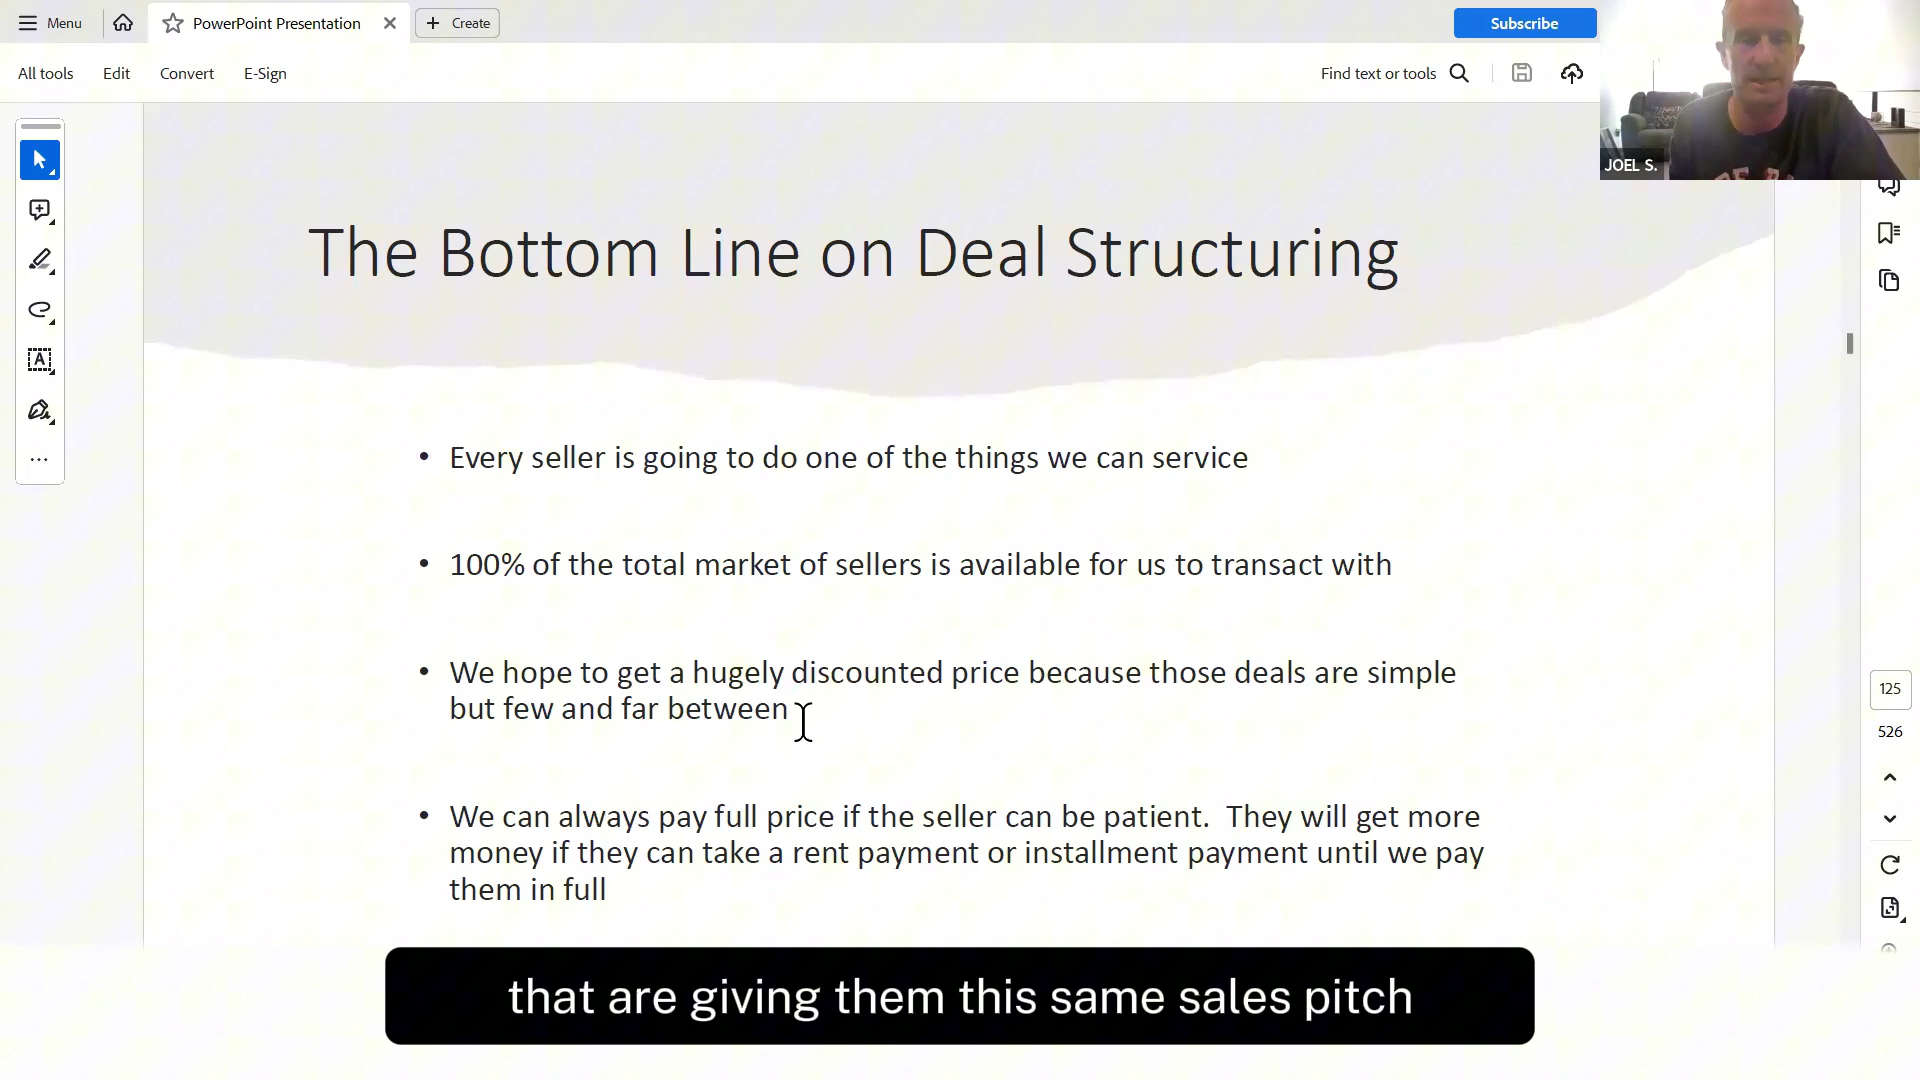 Menu
PowerPoint Presentation
Create
Subscribe
All tools
Edit
Convert
E-Sign
Find text or tools
JOEL S.
The Bottom Line on Deal Structuring
• Every seller is going to do one of the things we can service
• 100% of the total market of sellers is available for us to transact with
• We hope to get a hugely discounted price because those deals are simple
but few and far between
• We can always pay full price if the seller can be patient. They will get more
money if they can take a rent payment or installment payment until we pay
them in full
125
526
that are giving them this same sales pitch